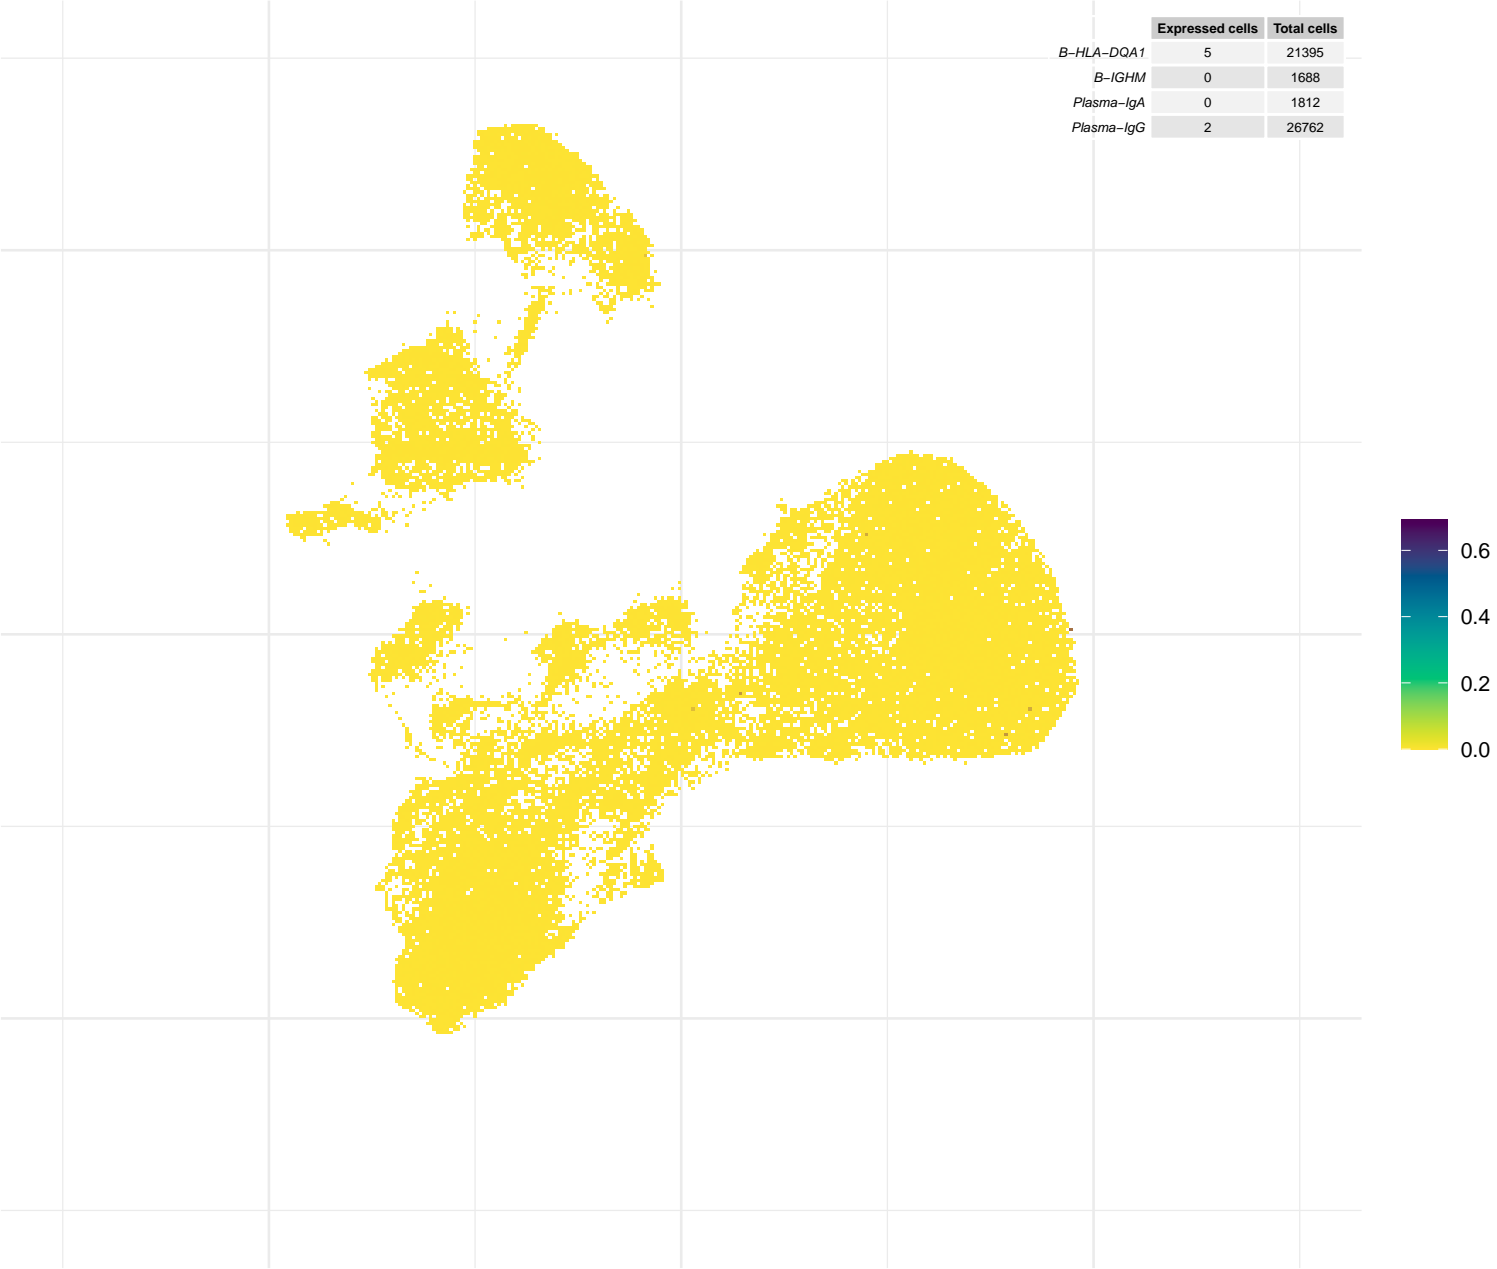 Expressed cells Total cells
B−HLA−DQA1 5 21395
B−IGHM 0 1688
Plasma−IgA 0 1812
Plasma−IgG 2 26762
0.6
0.4
0.2
0.0